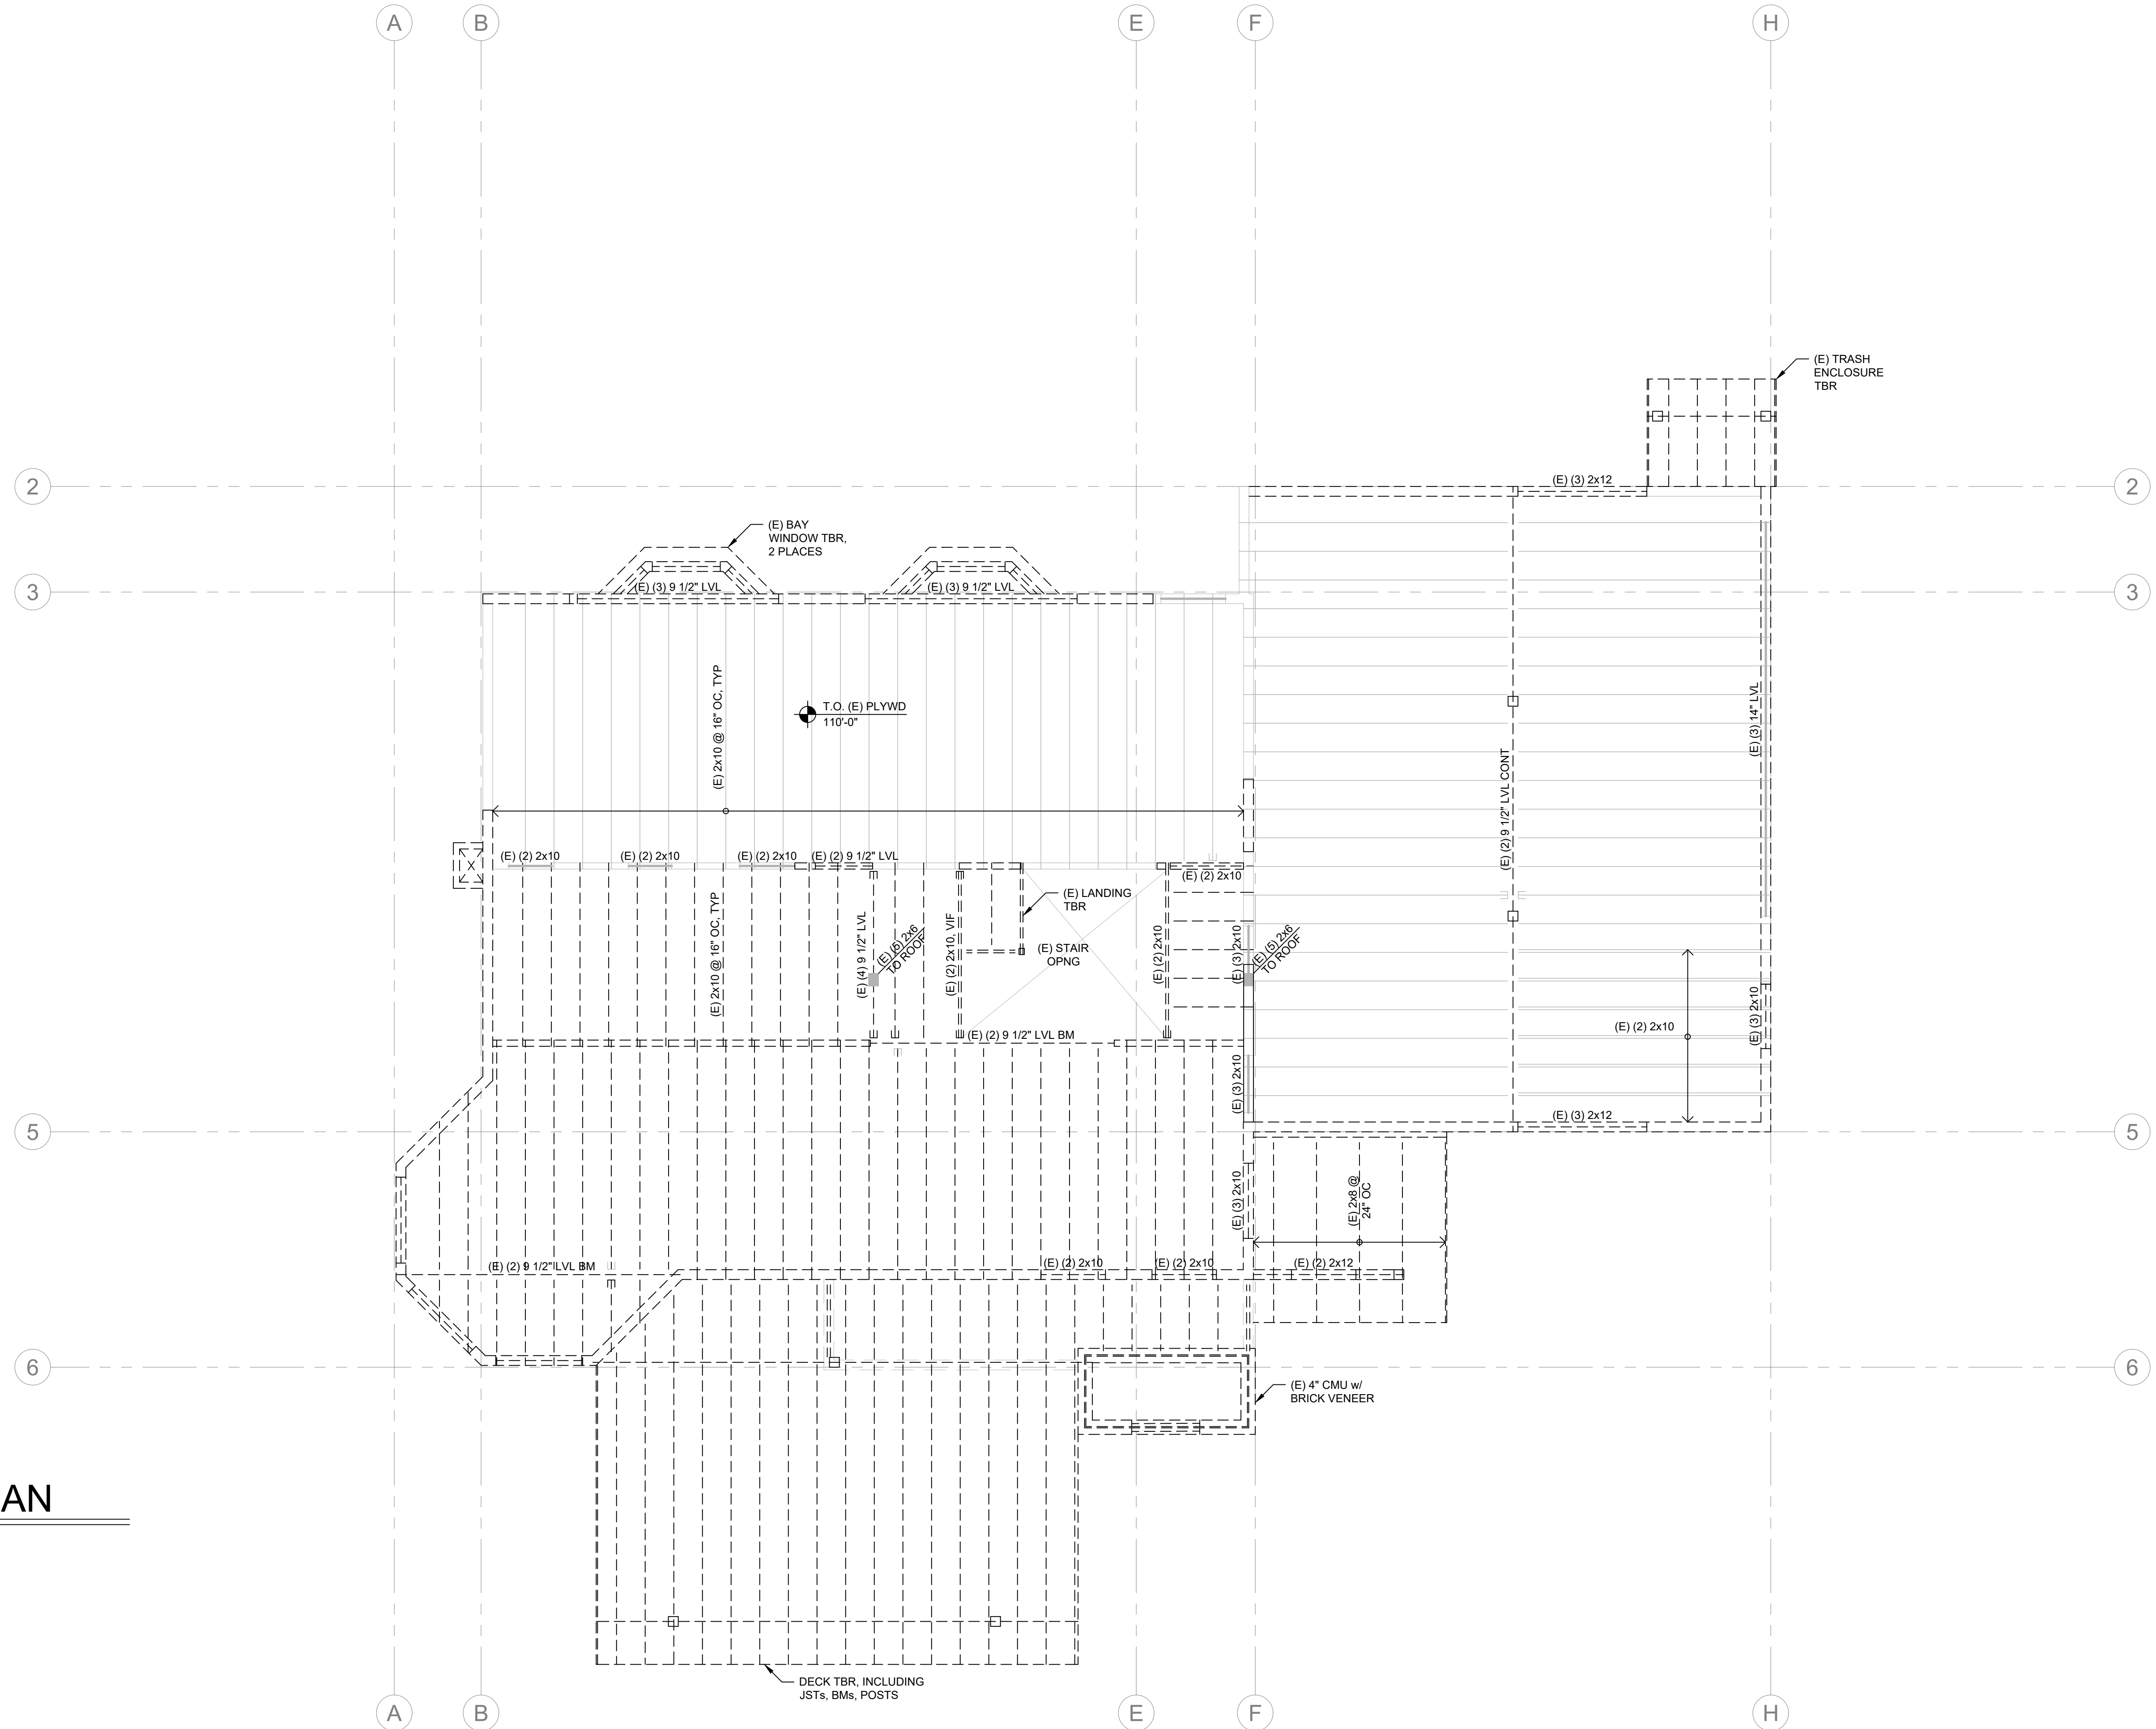 A
B
E
F
H
(E) TRASH
ENCLOSURE
TBR
2
(E) (3) 2x12
2
(E) BAY
WINDOW TBR,
2 PLACES
3
(E) (3) 9 1/2" LVL
(E) (3) 9 1/2" LVL
3
(E) 2x10 @ 16" OC, TYP
T.O. (E) PLYWD
110'-0"
(E) (2) 9 1/2" LVL CONT
(E) (3) 14" LVL
(E) (2) 2x10
(E) (2) 2x10
(E) (2) 2x10
(E) (2) 9 1/2" LVL
(E) (2) 2x10
(E) LANDING
TBR
(E) 2x10 @ 16" OC, TYP
(E) (4) 9 1/2" LVL
(E) (5) 2x6
TO ROOF
(E) (2) 2x10, VIF
(E) STAIR
OPNG
(E) (2) 2x10
(E) (3) 2x10
(E) (5) 2x6
TO ROOF
(E) (2) 9 1/2" LVL BM
(E) (2) 2x10
(E) (3) 2x10
(E) (3) 2x10
(E) (3) 2x12
5
5
(E) (3) 2x10
(E) 2x8 @
24" OC
(E) (2) 9 1/2" LVL BM
(E) (2) 2x10
(E) (2) 2x10
(E) (2) 2x12
6
6
(E) 4" CMU w/
BRICK VENEER
AN
DECK TBR, INCLUDING
JSTs, BMs, POSTS
A
B
E
F
H